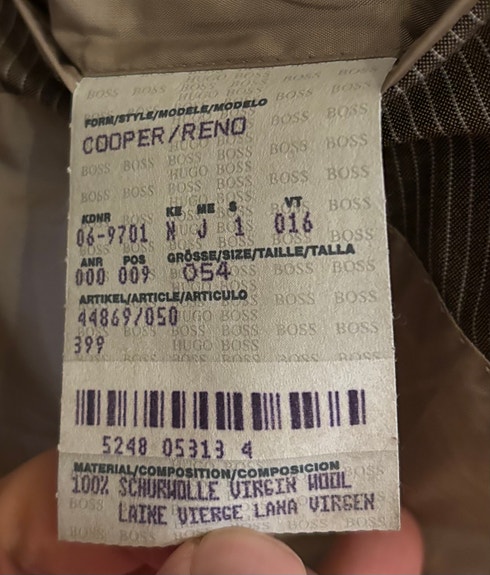 FORM/STYLE/MODELE/MODELO
COOPER/RENO
KDNR KE ME S VT
06-9701 N J 1 016
ANR POS GRÖSSE/SIZE/TAILLE/TALLA
000 009 054
ARTIKEL/ARTICLE/ARTICULO
44869/050
399
5248 05313 4
MATERIAL/COMPOSITION/COMPOSICION
100% SCHURWOLLE VIRGIN WOOL
LAINE VIERGE LANA VIRGEN